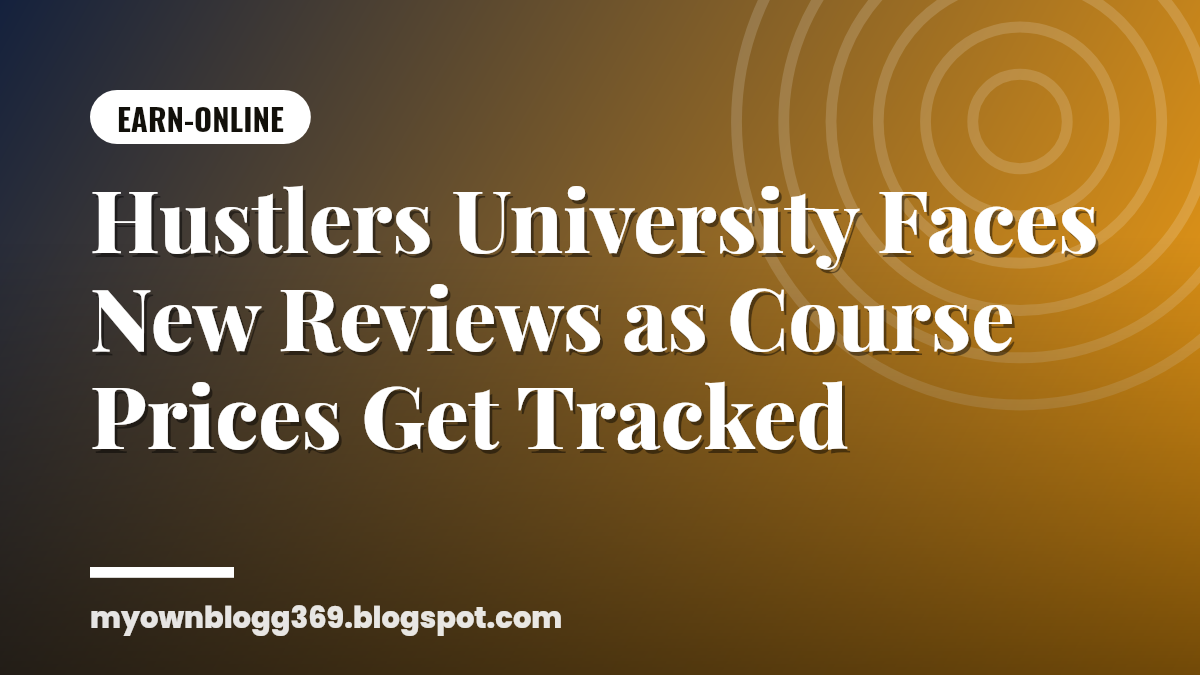 EARN-ONLINE
Hustlers University Faces
New Reviews as Course
Prices Get Tracked
myownblogg369.blogspot.com